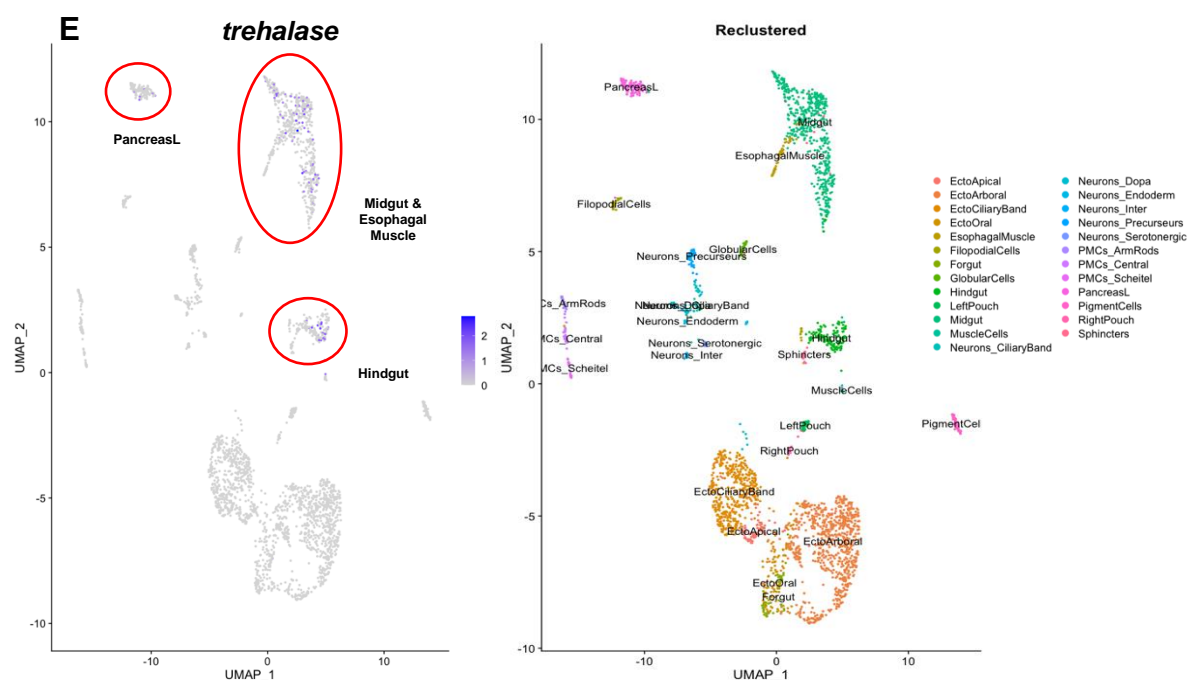 E
trehalase
Reclustered
PancreasL
Midgut &
Esophagal
Muscle
Hindgut
2
1
0
10
5
0
-5
-10
UMAP_2
-10
0
10
UMAP_1
PancreasL
Midgut
EsophagalMuscle
FilopodialCells
GlobularCells
Neurons_Precurseurs
Cs_ArmRods
Neurons_CiliaryBand
Neurons_Endoderm
MCs_Central
Hindgut
Neurons_Serotonergic
Neurons_Inter
Sphincters
MCs_Scheitel
MuscleCells
LeftPouch
PigmentCel
RightPouch
EctoCiliaryBand
EctoApical
EctoArboral
EctoOral
Forgut
10
5
0
-5
-10
UMAP_2
-10
0
10
UMAP_1
EctoApical
EctoArboral
EctoCiliaryBand
EctoOral
EsophagalMuscle
FilopodialCells
Forgut
GlobularCells
Hindgut
LeftPouch
Midgut
MuscleCells
Neurons_CiliaryBand
Neurons_Dopa
Neurons_Endoderm
Neurons_Inter
Neurons_Precurseurs
Neurons_Serotonergic
PMCs_ArmRods
PMCs_Central
PMCs_Scheitel
PancreasL
PigmentCells
RightPouch
Sphincters